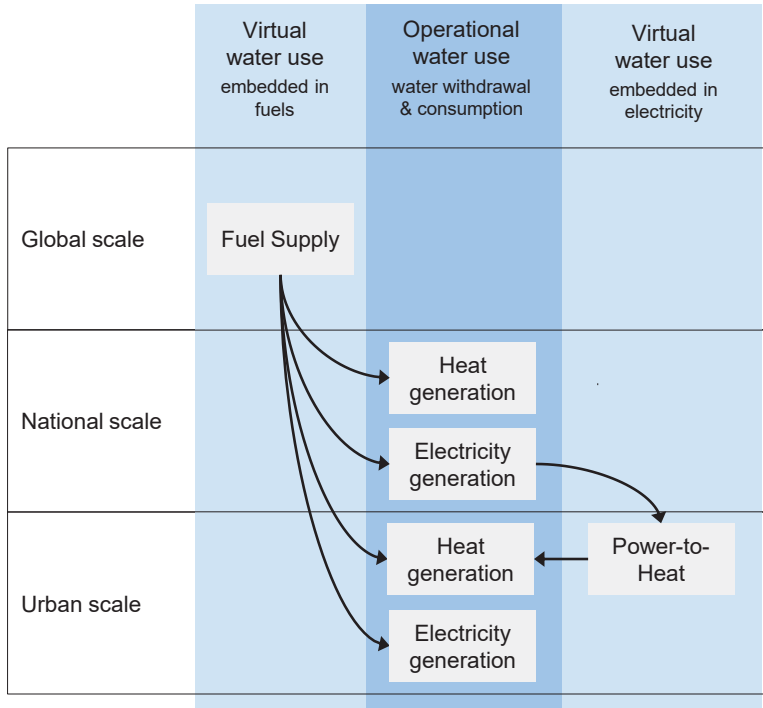 Virtual
water use
embedded in
fuels
Operational
water use
water withdrawal
& consumption
Virtual
water use
embedded in
electricity
Global scale
Fuel Supply
National scale
Heat
generation
Electricity
generation
Urban scale
Heat
generation
Power-to-
Heat
Electricity
generation